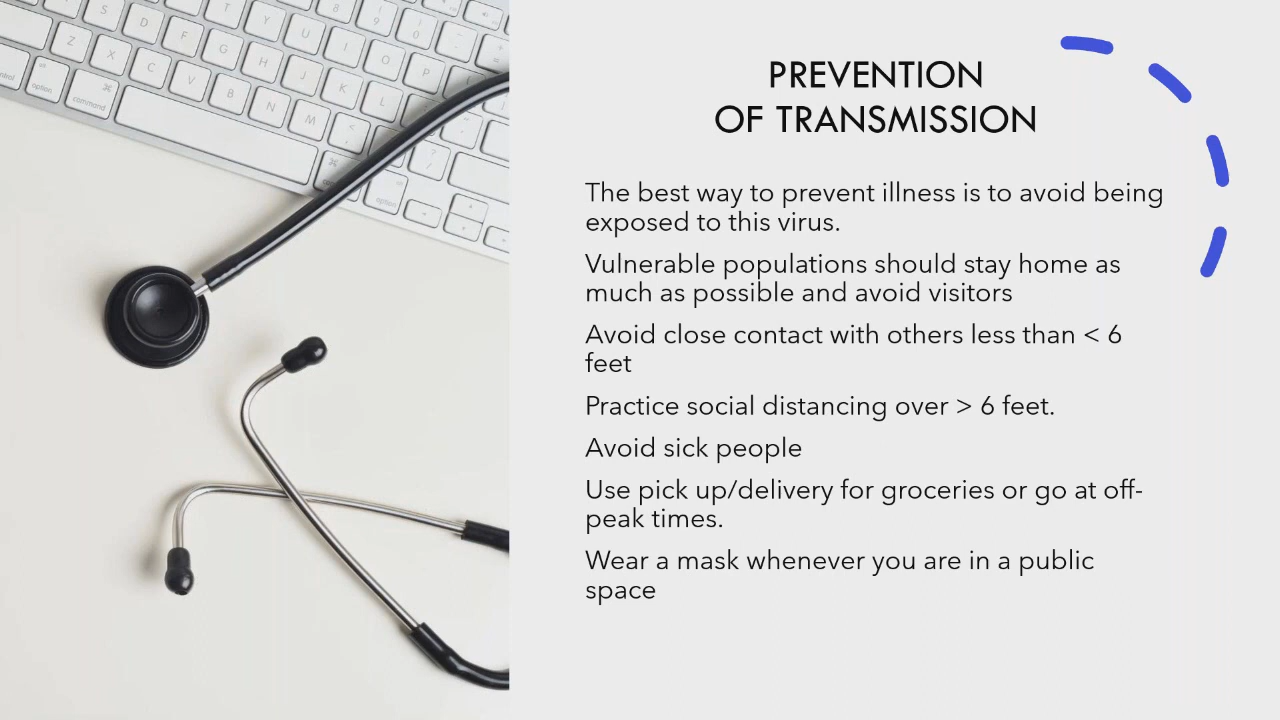 PREVENTION
OF TRANSMISSION
The best way to prevent illness is to avoid being
exposed to this virus.
Vulnerable populations should stay home as
much as possible and avoid visitors
Avoid close contact with others less than < 6
feet
Practice social distancing over > 6 feet.
Avoid sick people
Use pick up/delivery for groceries or go at off-
peak times.
Wear a mask whenever you are in a public
space